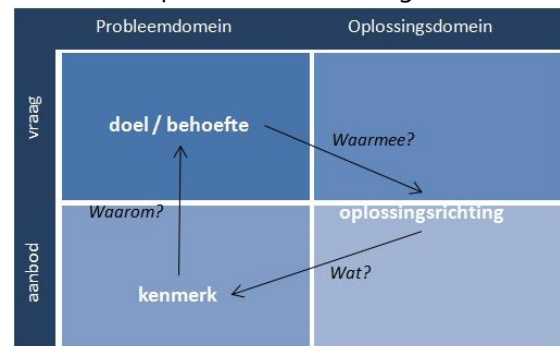 Probleemdomein Oplossingsdomein
vraag
doel / behoefte
Waarmee?
Waarom?
oplossingsrichting
aanbod
Wat?
kenmerk